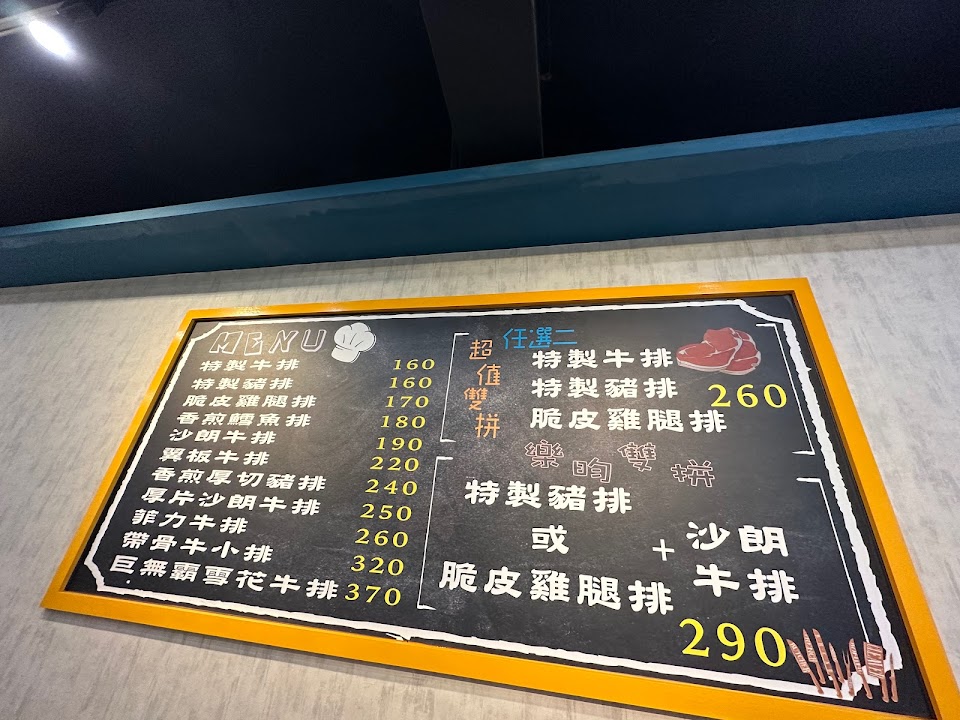 MENU
特製牛排 160
特製豬排 160
脆皮雞腿排 170
香煎鱈魚排 180
沙朗牛排 190
翼板牛排 220
香煎厚切豬排 240
厚片沙朗牛排 250
菲力牛排 260
帶骨牛小排 320
巨無霸雪花牛排 370
超值雙拼
任選二
特製牛排
特製豬排
脆皮雞腿排
260
樂昀雙拼
特製豬排
或
脆皮雞腿排
+
沙朗
牛排
290